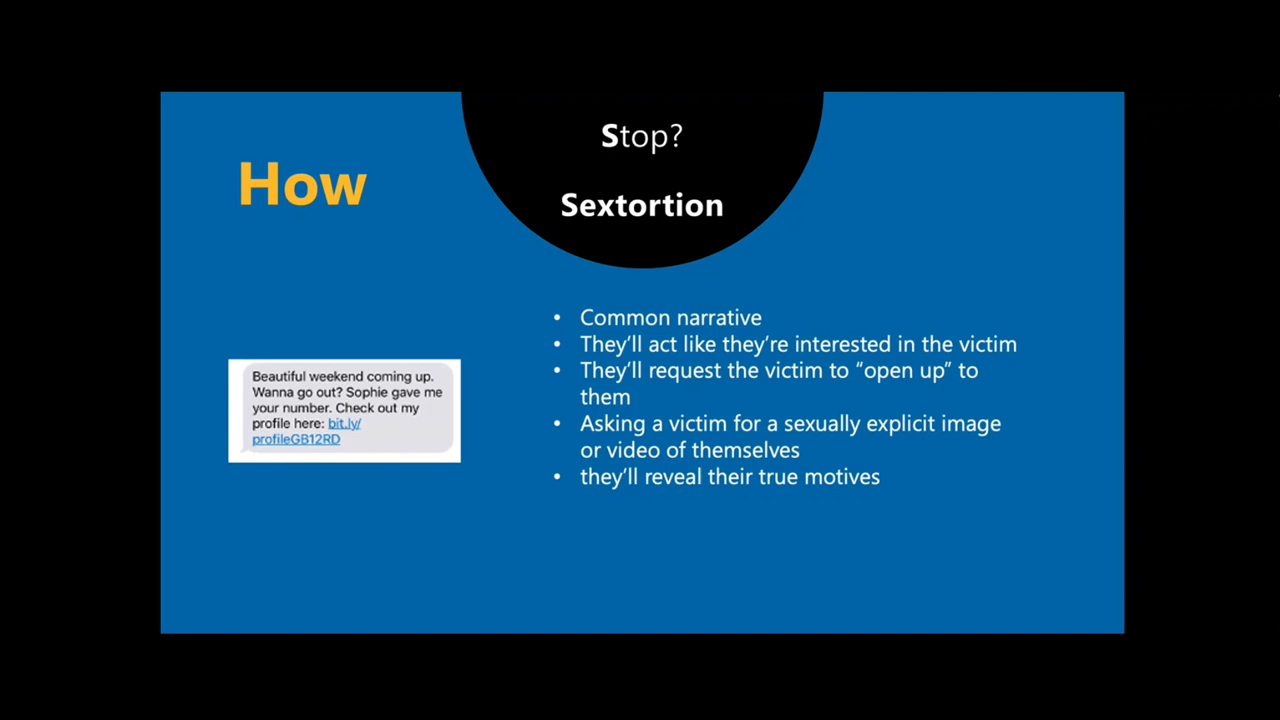 Stop?
How
Sextortion
• Common narrative
• They’ll act like they’re interested in the victim
• They’ll request the victim to “open up” to
them
• Asking a victim for a sexually explicit image
or video of themselves
• they’ll reveal their true motives
Beautiful weekend coming up.
Wanna go out? Sophie gave me
your number. Check out my
profile here: bit.ly/
profileGB12RD